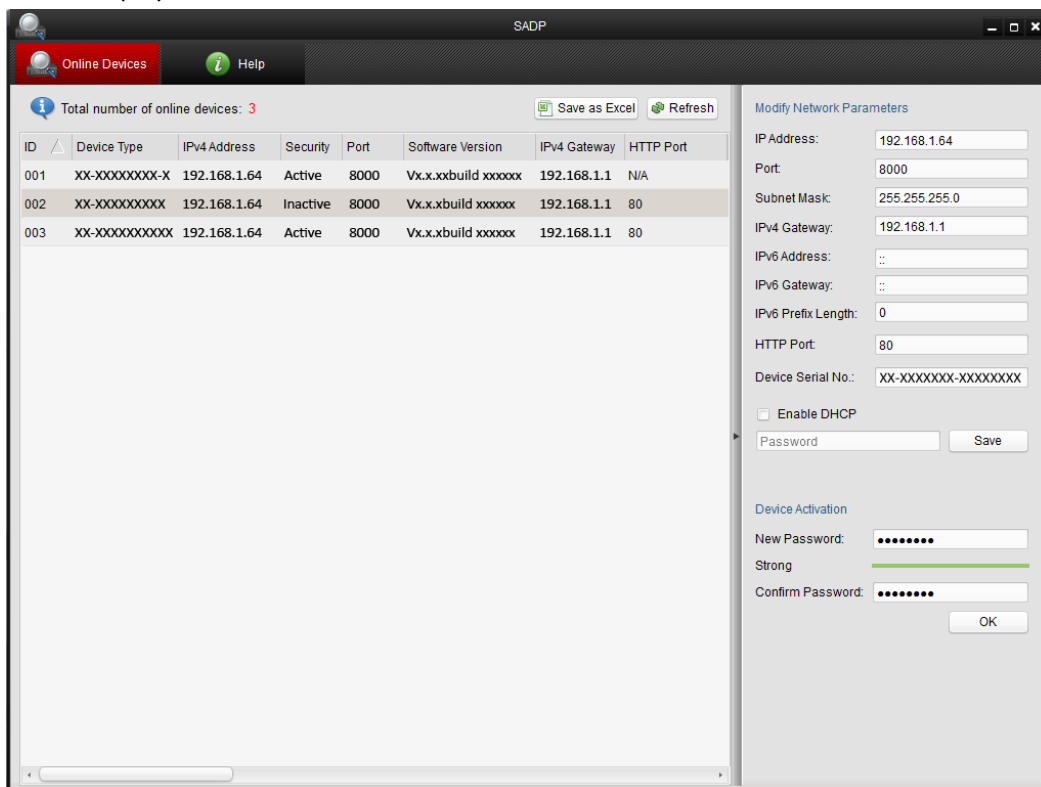 SADP
Online Devices Help
Total number of online devices: 3 Save as Excel Refresh
ID Device Type IPv4 Address Security Port Software Version IPv4 Gateway HTTP Port
001 XX-XXXXXXXX-X 192.168.1.64 Active 8000 Vx.x.xxbuild xxxxxx 192.168.1.1 N/A
002 XX-XXXXXXXXX 192.168.1.64 Inactive 8000 Vx.x.xbuild xxxxxx 192.168.1.1 80
003 XX-XXXXXXXXXX 192.168.1.64 Active 8000 Vx.x.xbuild xxxxxx 192.168.1.1 80
Modify Network Parameters
IP Address: 192.168.1.64
Port: 8000
Subnet Mask: 255.255.255.0
IPv4 Gateway: 192.168.1.1
IPv6 Address: ::
IPv6 Gateway: ::
IPv6 Prefix Length: 0
HTTP Port: 80
Device Serial No.: XX-XXXXXXX-XXXXXXXX
Enable DHCP
Password Save
Device Activation
New Password: ●●●●●●●●
Strong
Confirm Password: ●●●●●●●●
OK